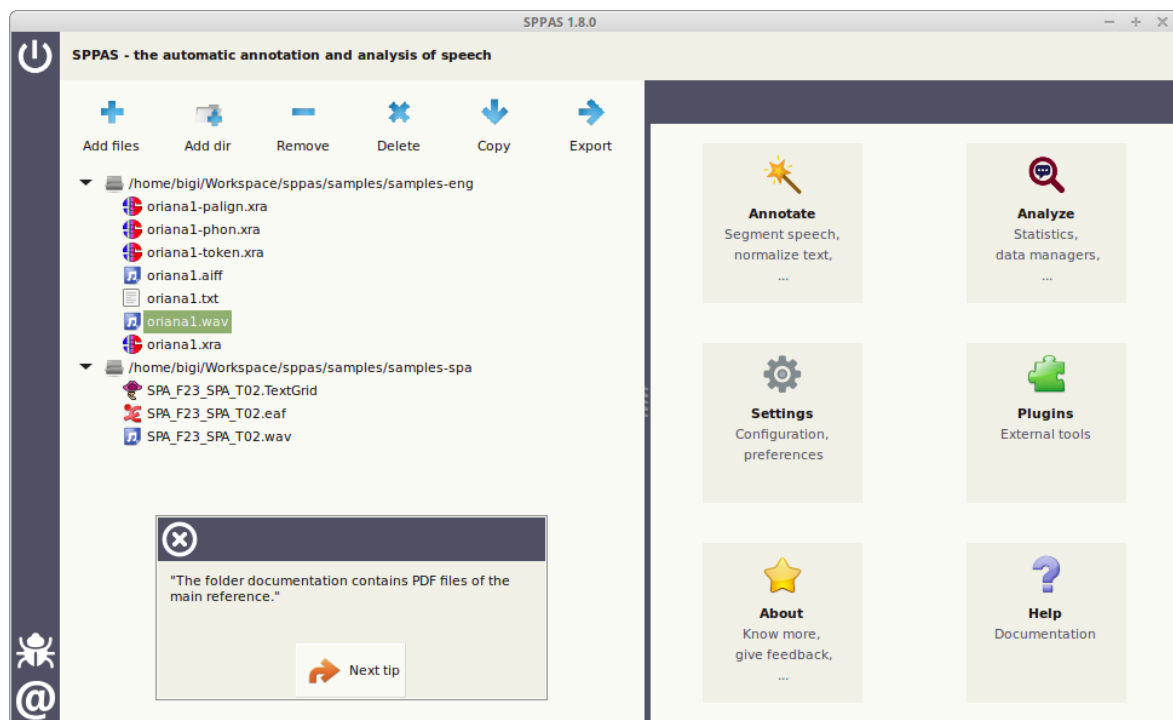 SPPAS 1.8.0
SPPAS - the automatic annotation and analysis of speech
Add files
Add dir
Remove
Delete
Copy
Export
/home/bigi/Workspace/sppas/samples/samples-eng
oriana1-palign.xra
oriana1-phon.xra
oriana1-token.xra
oriana1.aiff
oriana1.txt
oriana1.wav
oriana1.xra
/home/bigi/Workspace/sppas/samples/samples-spa
SPA_F23_SPA_T02.TextGrid
SPA_F23_SPA_T02.eaf
SPA_F23_SPA_T02.wav
"The folder documentation contains PDF files of the
main reference."
Next tip
Annotate
Segment speech,
normalize text,
...
Analyze
Statistics,
data managers,
...
Settings
Configuration,
preferences
Plugins
External tools
About
Know more,
give feedback,
...
Help
Documentation
@